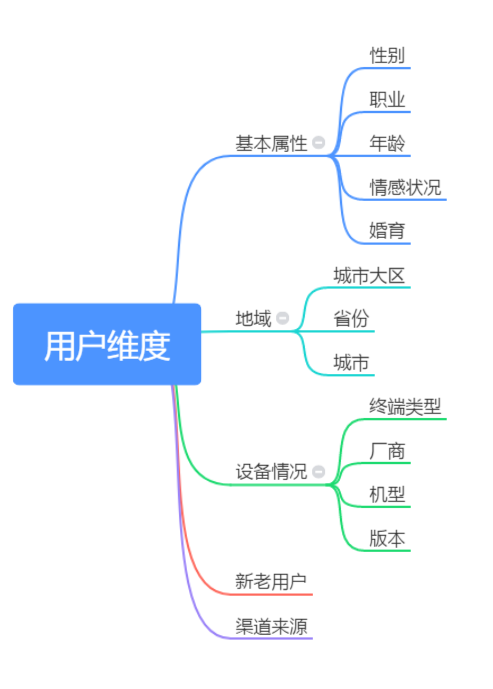 用户维度
基本属性
性别
职业
年龄
情感状况
婚育
地域
城市大区
省份
城市
设备情况
终端类型
厂商
机型
版本
新老用户
渠道来源